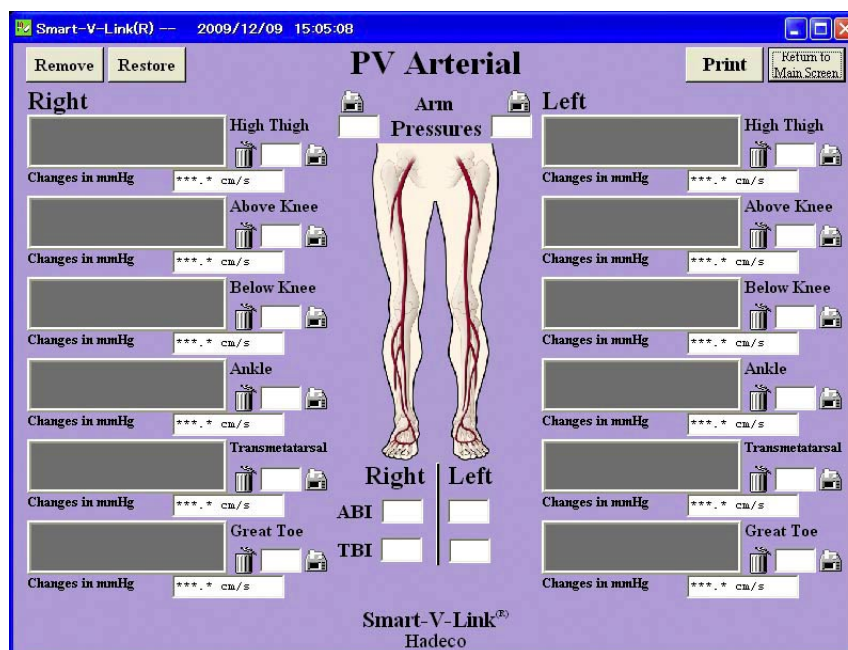 Smart-V-Link(R) -- 2009/12/09 15:05:08
Remove Restore
PV Arterial
Print
Return to
Main Screen
Right
Arm
Pressures
Left
High Thigh
Changes in mmHg ***.* cm/s
Above Knee
Changes in mmHg ***.* cm/s
Below Knee
Changes in mmHg ***.* cm/s
Ankle
Changes in mmHg ***.* cm/s
Transmetatarsal
Changes in mmHg ***.* cm/s
Great Toe
Changes in mmHg ***.* cm/s
High Thigh
Changes in mmHg ***.* cm/s
Above Knee
Changes in mmHg ***.* cm/s
Below Knee
Changes in mmHg ***.* cm/s
Ankle
Changes in mmHg ***.* cm/s
Transmetatarsal
Changes in mmHg ***.* cm/s
Great Toe
Changes in mmHg ***.* cm/s
Right Left
ABI
TBI
Smart-V-Link(R)
Hadeco